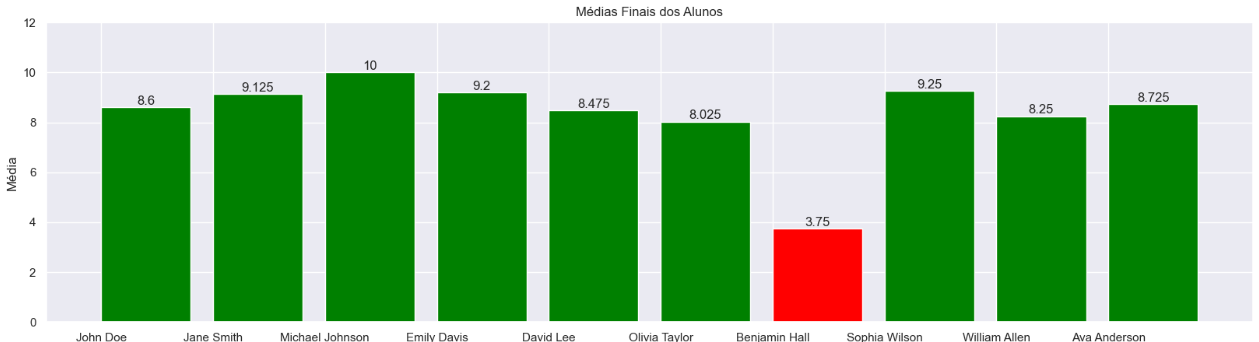 Médias Finais dos Alunos
Média
12
10
8
6
4
2
0
8.6
9.125
10
9.2
8.475
8.025
3.75
9.25
8.25
8.725
John Doe
Jane Smith
Michael Johnson
Emily Davis
David Lee
Olivia Taylor
Benjamin Hall
Sophia Wilson
William Allen
Ava Anderson